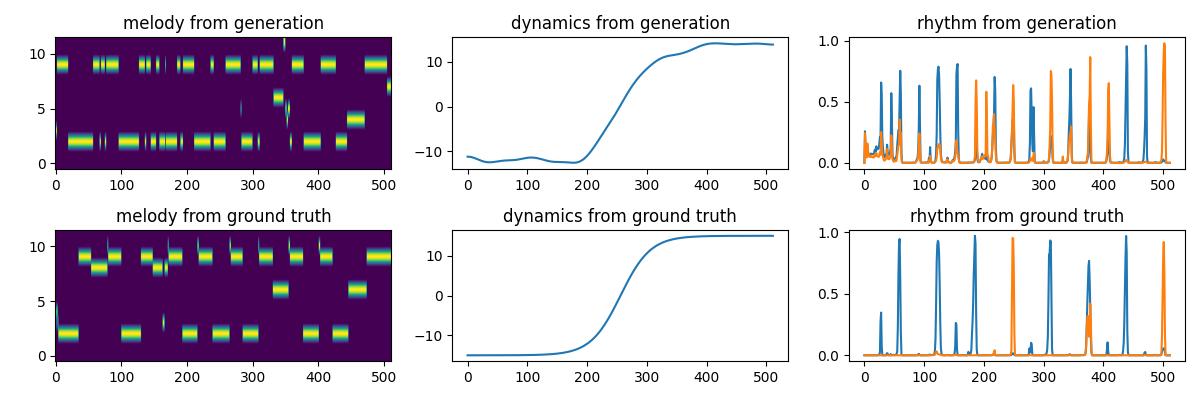 melody from generation
10
5
0
0 100 200 300 400 500
dynamics from generation
10
0
−10
0 100 200 300 400 500
rhythm from generation
1.0
0.5
0.0
0 100 200 300 400 500
melody from ground truth
10
5
0
0 100 200 300 400 500
dynamics from ground truth
10
0
−10
0 100 200 300 400 500
rhythm from ground truth
1.0
0.5
0.0
0 100 200 300 400 500